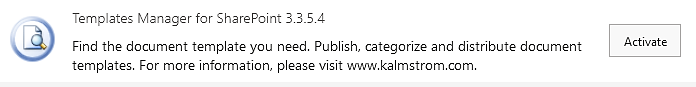 Templates Manager for SharePoint 3.3.5.4
Find the document template you need. Publish, categorize and distribute document
templates. For more information, please visit www.kalmstrom.com.
Activate